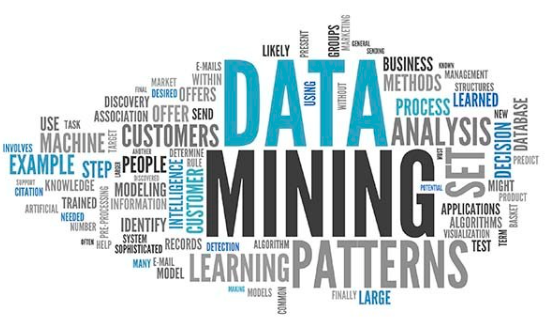 LIKELY
PRESENT
GROUPS
MARKETING
GENERAL
SENDING
E-MAILS
WITHIN
DATA
USING
WITHOUT
BUSINESS
KNOWN
METHODS
MANAGEMENT
STRUCTURES
FINAL
MARKET
DESIRED
OFFERS
DISCOVERY
ASSOCIATION
OFFER
SEND
PROCESS
LEARNED
NEW
DATABASE
USE
TASK
MACHINE
TARGET
CUSTOMERS
ANALYSIS
DECISION
PREDICT
INVOLVES
EXAMPLE
STEP
LARGER
ANOTHER
PEOPLE
DISCOVERED
DETERMINE
RULE
INTELLIGENCE
CUSTOMER
MINING
MUST
SET
SUPPORT
CITATION
KNOWLEDGE
MODELING
POTENTIAL
MIGHT
PRODUCT
ARTIFICIAL
TRAINED
NEEDED
NUMBER
PRE-PROCESSING
INFORMATION
APPLICATIONS
BASKET
IDENTIFY
ALGORITHMS
VISUALIZATION
TERM
OFTEN
HELP
SYSTEM
SOPHISTICATED
RECORDS
DETECTION
ALGORITHM
TEST
MANY
E-MAIL
MODEL
LEARNING
PATTERNS
MAKING
MODELS
COMMON
FINALLY
LARGE